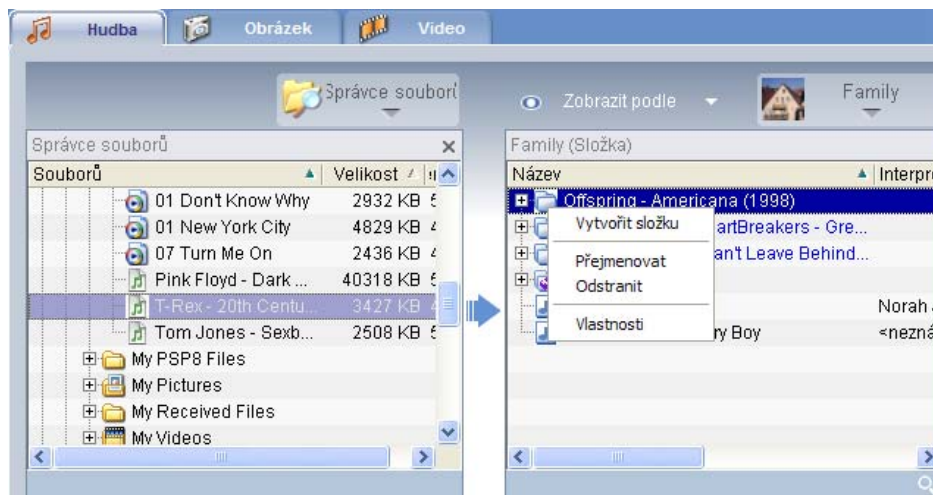 Hudba
Obrázek
Video
Správce souborů
Zobrazit podle
Family
Správce souborů
Family (Složka)
Souborů Velikost
Název Interpre
01 Don't Know Why 2932 KB
01 New York City 4829 KB
07 Turn Me On 2436 KB
Pink Floyd - Dark ... 40318 KB
T-Rex - 20th Centu... 3427 KB
Tom Jones - Sexb... 2508 KB
My PSP8 Files
My Pictures
My Received Files
My Videos
Offspring - Americana (1998)
artBreakers - Gre...
an't Leave Behind...
Norah
ry Boy <nezná
Vytvořit složku
Přejmenovat
Odstranit
Vlastnosti